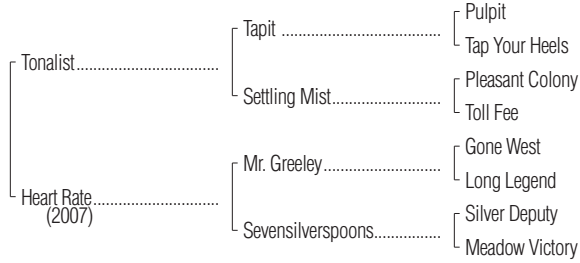 Pulpit
Tapit
Tap Your Heels
Tonalist
Pleasant Colony
Settling Mist
Toll Fee
Gone West
Mr. Greeley
Long Legend
Heart Rate
(2007)
Silver Deputy
Sevensilverspoons
Meadow Victory